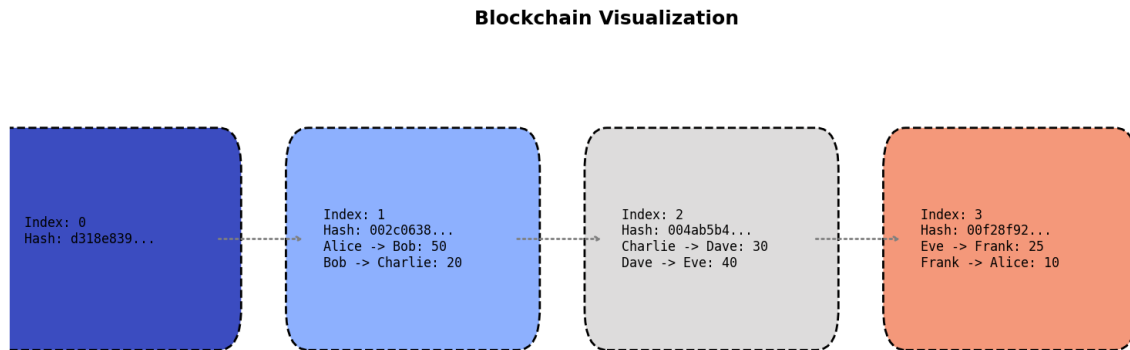 Blockchain Visualization
Index: 0
Hash: d318e839...
Index: 1
Hash: 002c0638...
Alice -> Bob: 50
Bob -> Charlie: 20
Index: 2
Hash: 004ab5b4...
Charlie -> Dave: 30
Dave -> Eve: 40
Index: 3
Hash: 00f28f92...
Eve -> Frank: 25
Frank -> Alice: 10